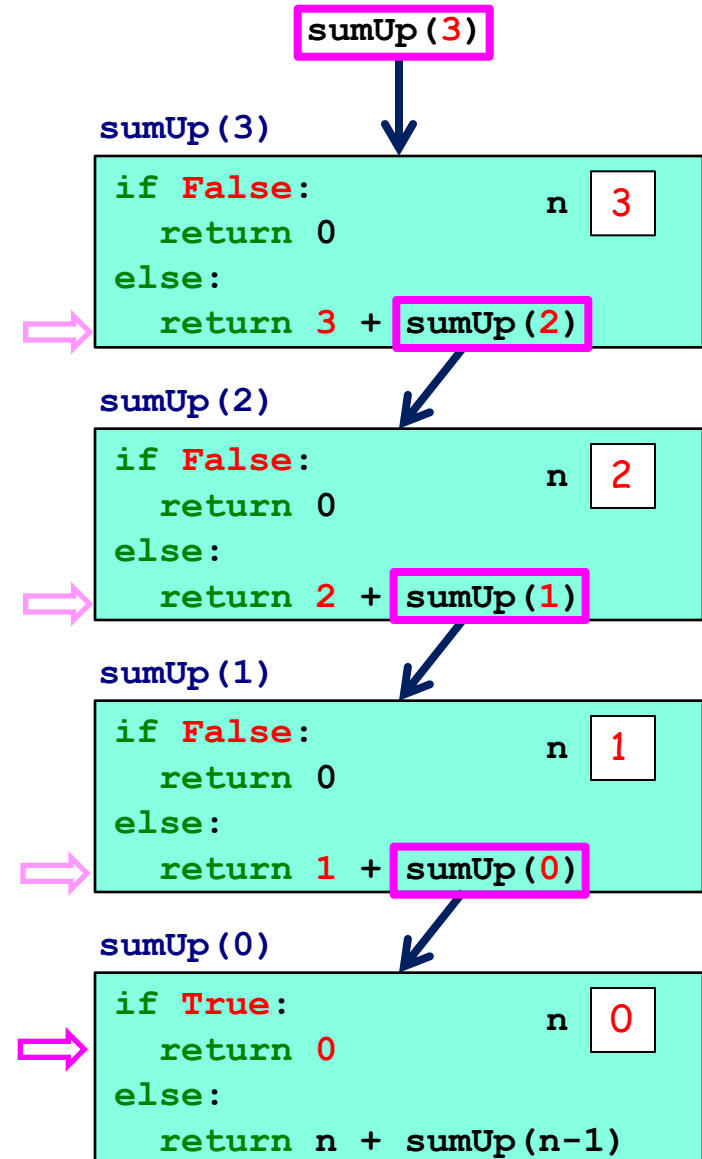 sumUp(3)
sumUp(3)
if False: n 3
  return 0
else:
  return 3 + sumUp(2)
sumUp(2)
if False: n 2
  return 0
else:
  return 2 + sumUp(1)
sumUp(1)
if False: n 1
  return 0
else:
  return 1 + sumUp(0)
sumUp(0)
if True: n 0
  return 0
else:
  return n + sumUp(n-1)